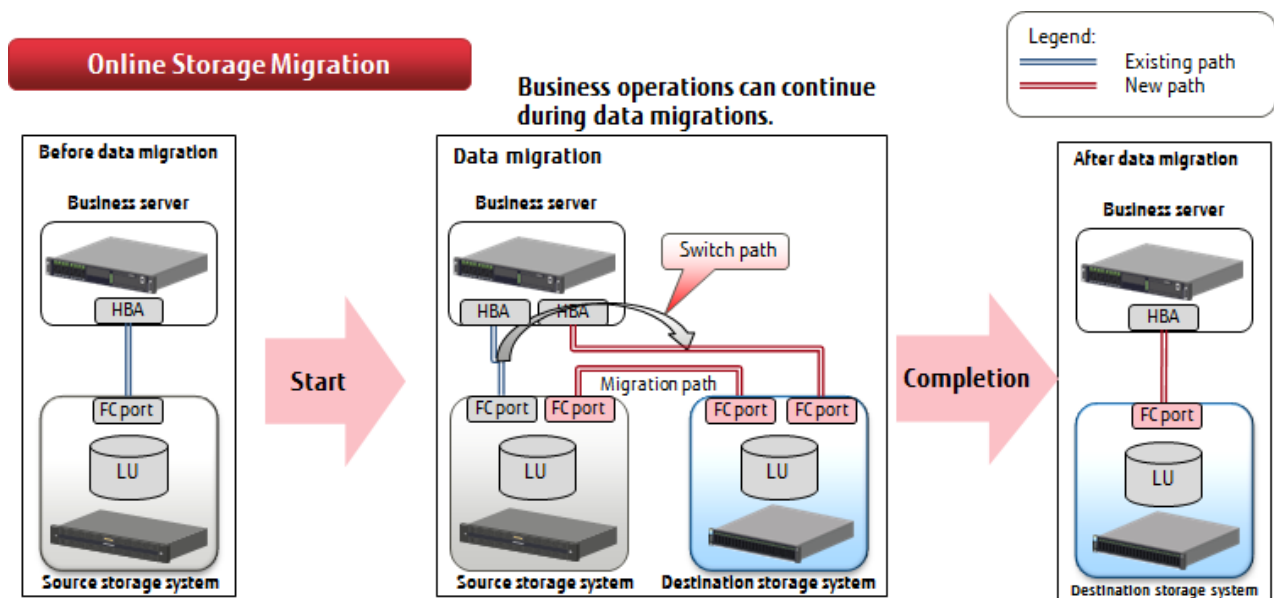 Online Storage Migration
Legend:
Existing path
New path
Business operations can continue
during data migrations.
Before data migration
Business server
HBA
FC port
LU
Source storage system
Start
Data migration
Business server
Switch path
HBA
HBA
Migration path
FC port
FC port
FC port
FC port
LU
LU
Source storage system
Destination storage system
Completion
After data migration
Business server
HBA
FC port
LU
Destination storage system